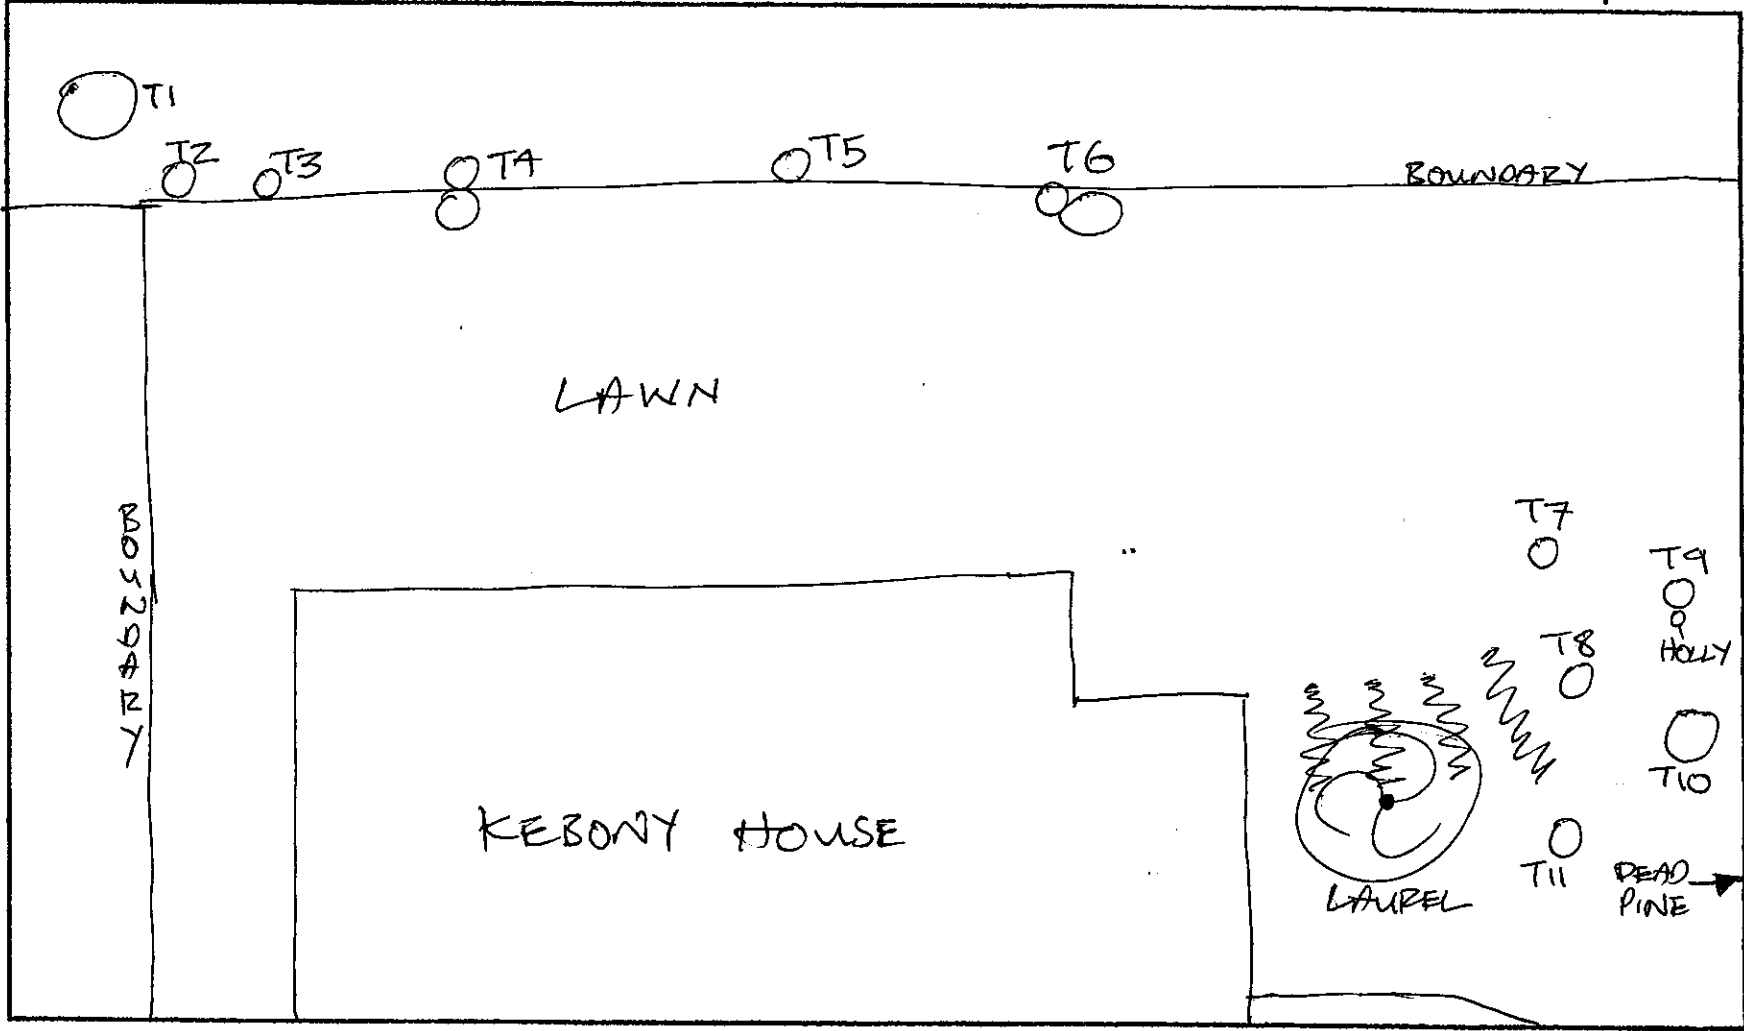 T1
T2
T3
T4
T5
T6
BOUNDARY
LAWN
BOUNDARY
T7
T9
HOLLY
T8
T10
KEBONY HOUSE
T11
LAUREL
DEAD
PINE